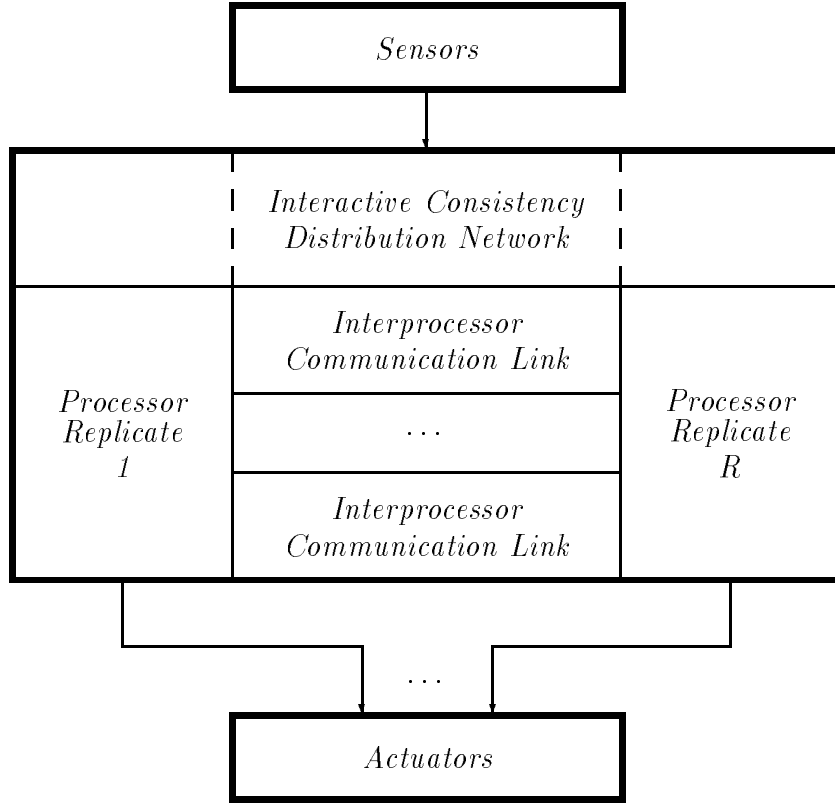 Sensors
Interactive Consistency
Distribution Network
Interprocessor
Communication Link
Processor
Replicate
1
...
Processor
Replicate
R
Interprocessor
Communication Link
...
Actuators